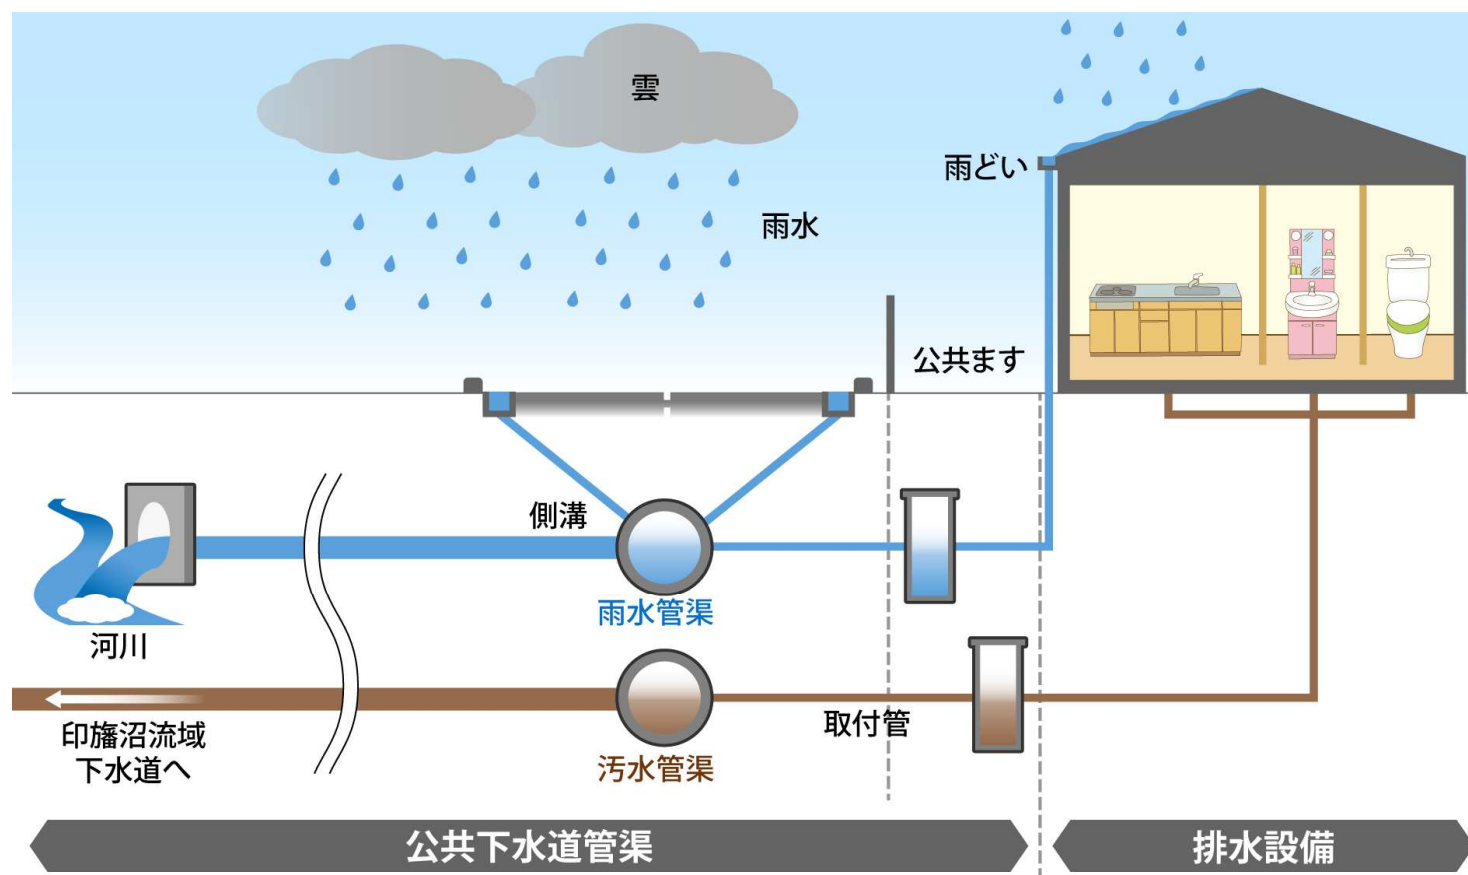 雲
雨どい
雨水
公共ます
側溝
雨水管渠
河川
取付管
印旛沼流域
下水道へ
汚水管渠
公共下水道管渠
排水設備